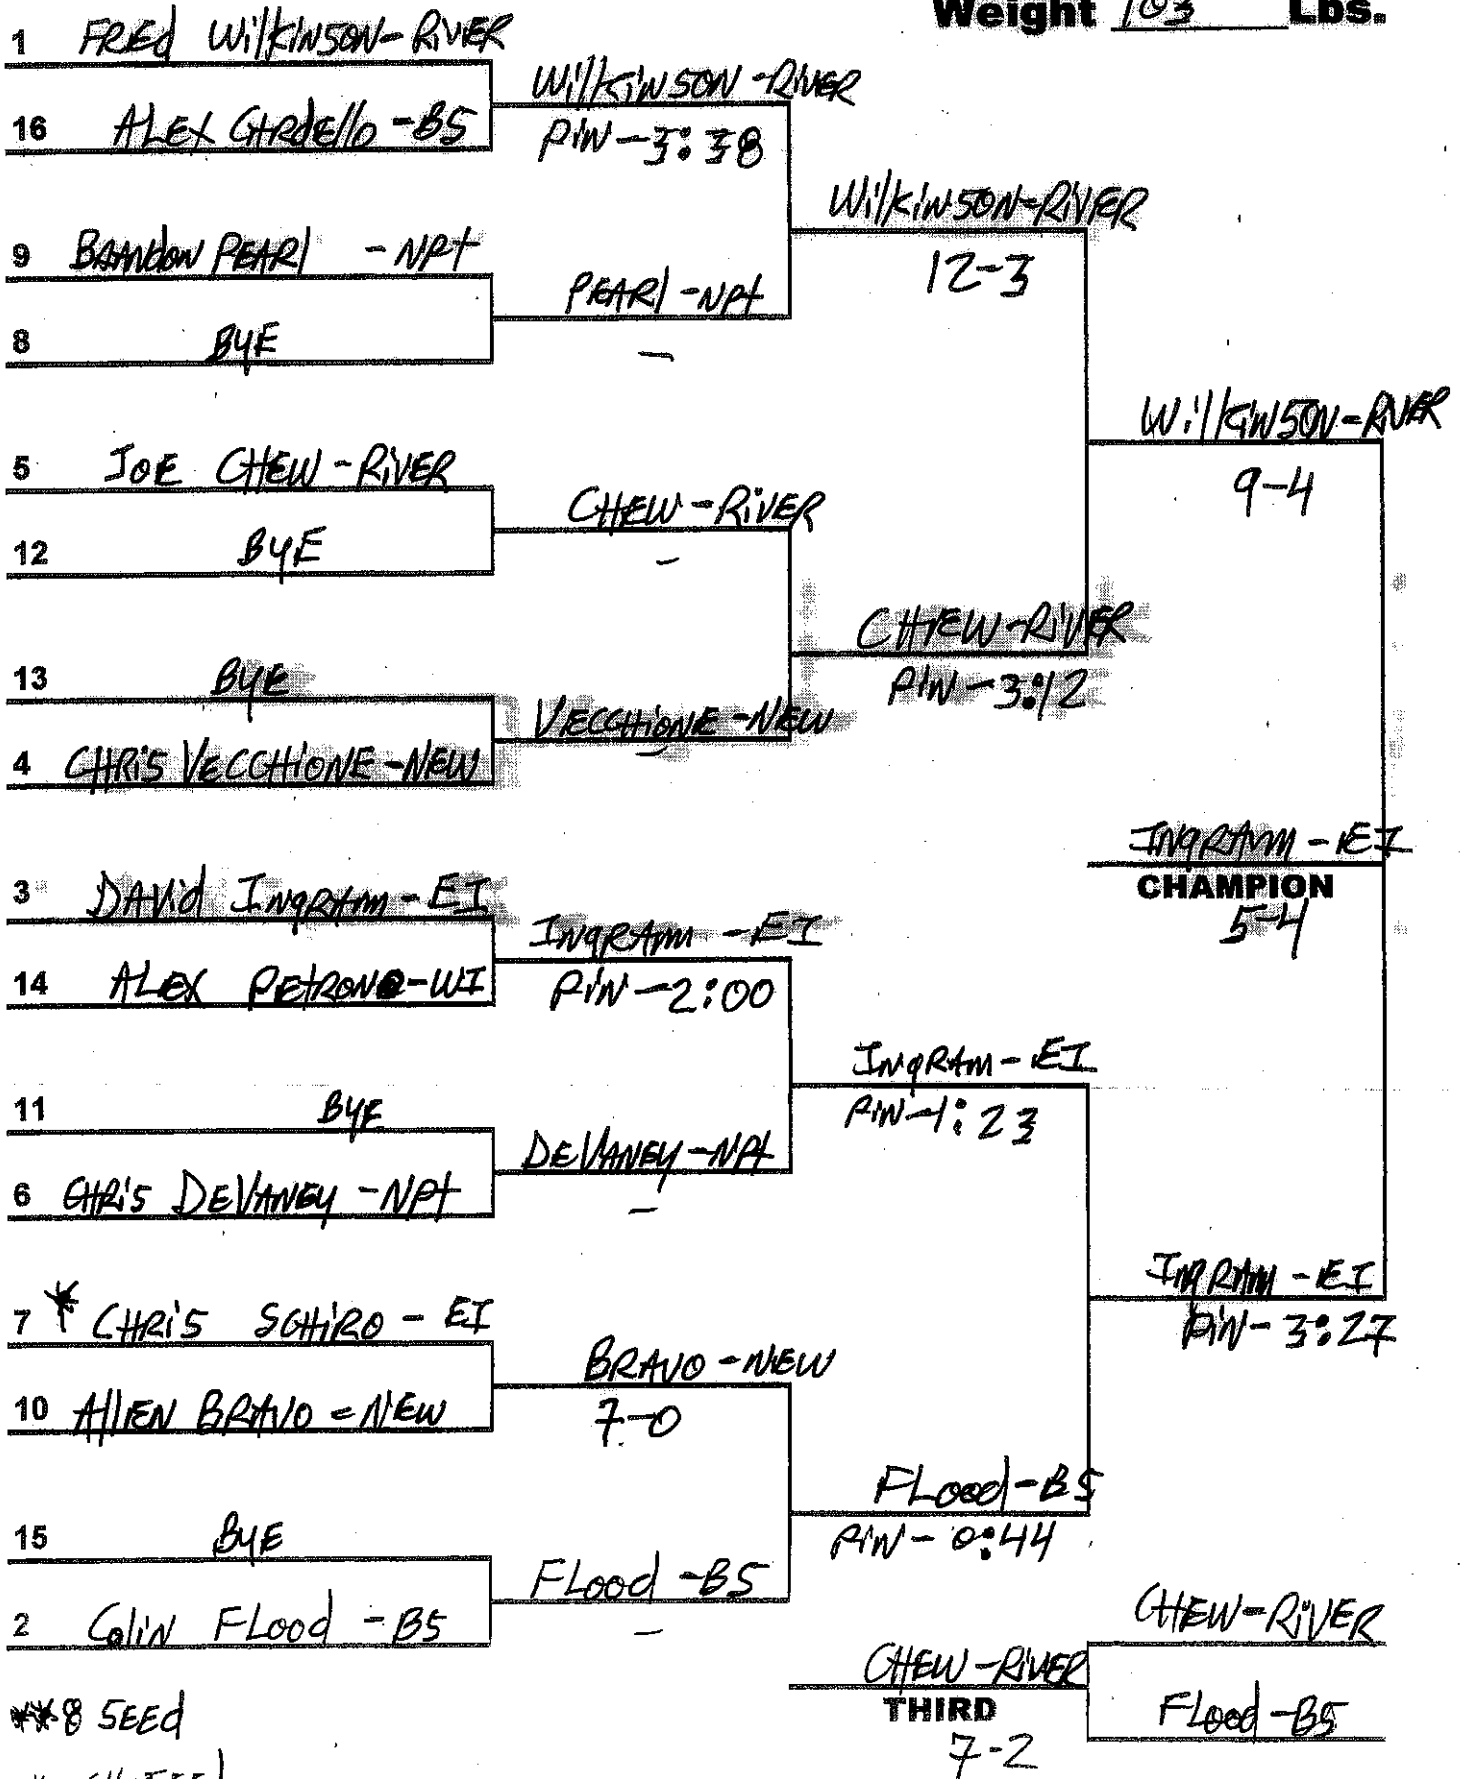 Weight 103 Lbs.
1 FREd WilKINSON-RiVER
WilKiNSON-RiVER
16 ALEX CiRdEllo-BS
PiN-3:38
WilKiNSON-RiVER
9 BRANdoN PEARl -NPt
12-3
PEARl-NPt
8 ByE
-
WilKiNSON-RiVER
5 JoE CHEW-RiVER
9-4
CHEW-RiVER
12 ByE
-
CHEW-RiVER
13 ByE
PiN-3:12
VECCHioNE-NEW
4 CHRiS VECCHioNE-NEW
-
INgRAm-EI
CHAMPION
3 DAVid INgRAm-EI
5-4
INgRAm-EI
14 ALEX PETRONE-WI
PiN-2:00
INgRAm-EI
11 ByE
PiN-1:23
DEVANEy-NPt
6 CHRiS DEVANEy-NPt
-
INgRAm-EI
7 * CHRiS SCHiRO-EI
PiN-3:27
BRAVO-NEW
10 AllEN BRAVO-NEW
7-0
FLood-BS
15 ByE
PiN-0:44
FLood-BS
CHEW-RiVER
2 ColiN FLood-BS
-
CHEW-RiVER
THIRD
FLood-BS
**8 SEEd
7-2